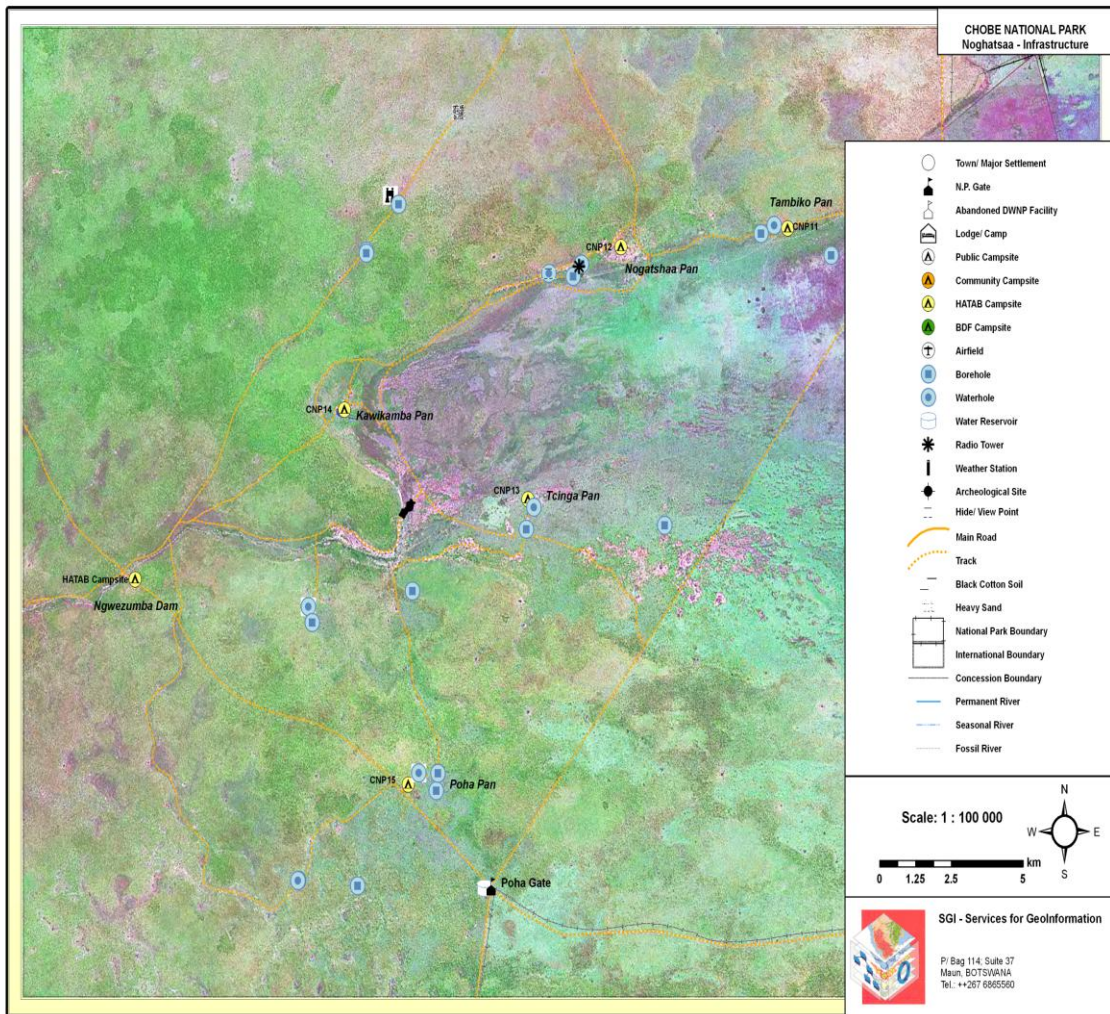 CHOBE NATIONAL PARK
Noghatsaa - Infrastructure
Town/ Major Settlement
N.P. Gate
Abandoned DWNP Facility
Lodge/ Camp
Public Campsite
Community Campsite
HATAB Campsite
BDF Campsite
Airfield
Borehole
Waterhole
Water Reservoir
Radio Tower
Weather Station
Archeological Site
Hide/ View Point
Main Road
Track
Black Cotton Soil
Heavy Sand
National Park Boundary
International Boundary
Concession Boundary
Permanent River
Seasonal River
Fossil River
Tambiko Pan
CNP11
CNP12
Nogatshaa Pan
CNP14
Kawikamba Pan
CNP13
Tcinga Pan
HATAB Campsite
Ngwezumba Dam
CNP15
Poha Pan
Poha Gate
Scale: 1 : 100 000
N
W
E
S
km
0 1.25 2.5 5
SGI - Services for GeoInformation
P/ Bag 114; Suite 37
Maun, BOTSWANA
Tel.: ++267 6865560